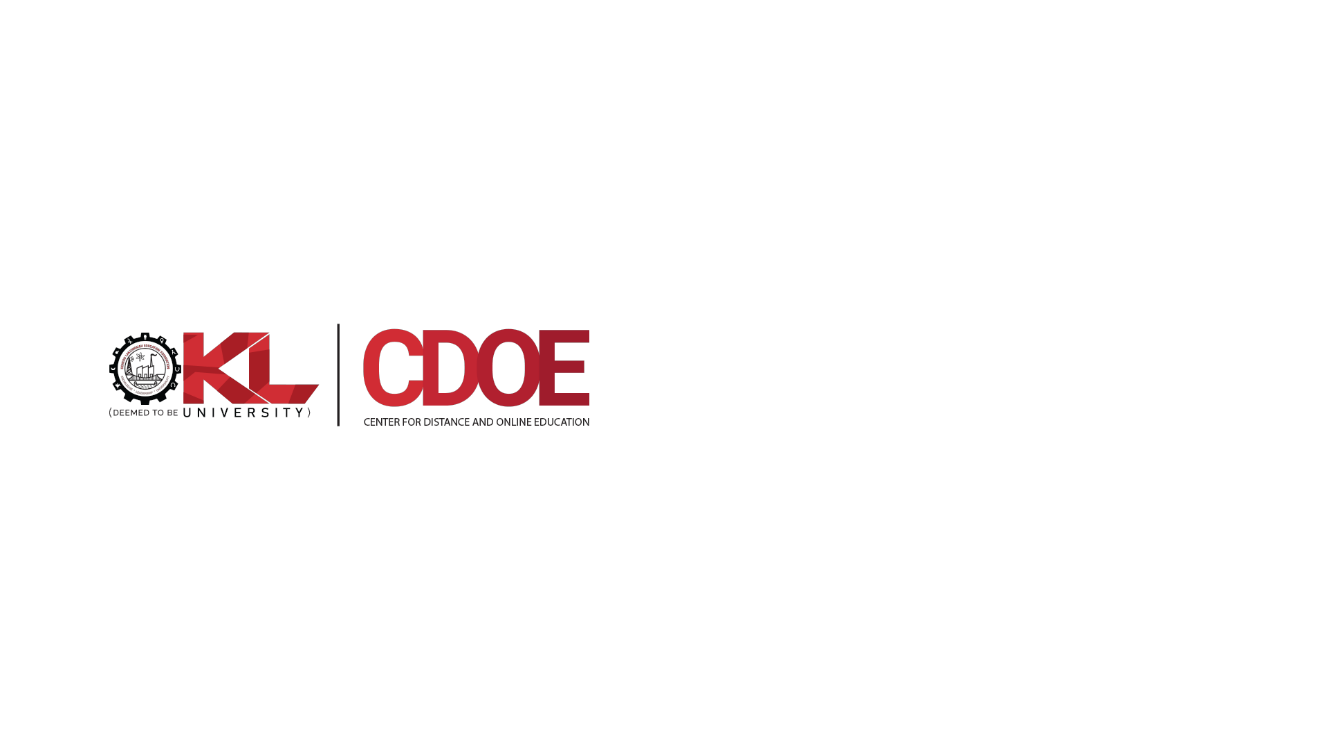 KL
(DEEMED TO BE UNIVERSITY)
CDOE
CENTER FOR DISTANCE AND ONLINE EDUCATION